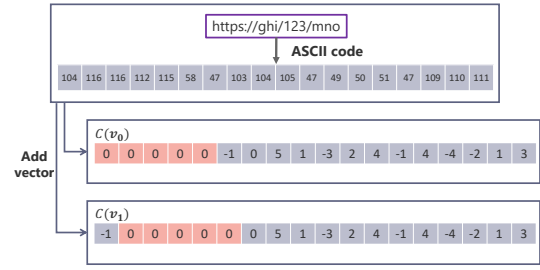 https://ghi/123/mno
ASCII code
104 116 116 112 115 58 47 103 104 105 47 49 50 51 47 109 110 111
C(v₀)
0 0 0 0 0 -1 0 5 1 -3 2 4 -1 4 -4 -2 1 3
Add
vector
C(v₁)
-1 0 0 0 0 0 0 5 1 -3 2 4 -1 4 -4 -2 1 3